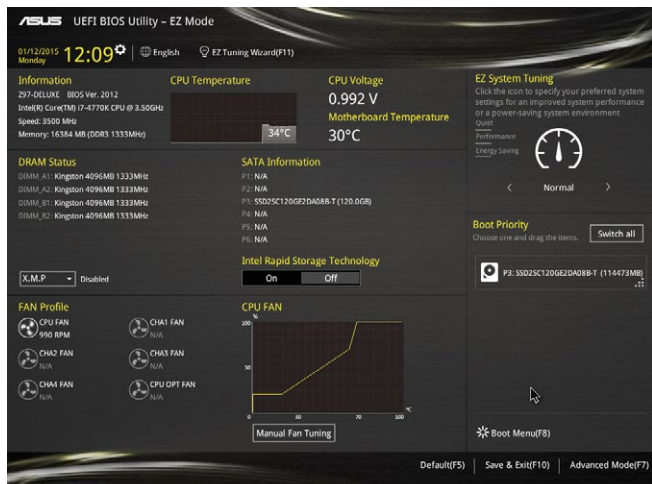 ASUS UEFI BIOS Utility – EZ Mode
01/12/2015 Monday 12:09 English EZ Tuning Wizard(F11)
Information
Z97-DELUXE BIOS Ver. 2012
Intel(R) Core(TM) i7-4770K CPU @ 3.50GHz
Speed: 3500 MHz
Memory: 16384 MB (DDR3 1333MHz)
CPU Temperature
34°C
CPU Voltage
0.992 V
Motherboard Temperature
30°C
EZ System Tuning
Click the icon to specify your preferred system
settings for an improved system performance
or a power-saving system environment
Quiet
Performance
Energy Saving
Normal
DRAM Status
DIMM_A1: Kingston 4096MB 1333MHz
DIMM_A2: Kingston 4096MB 1333MHz
DIMM_B1: Kingston 4096MB 1333MHz
DIMM_B2: Kingston 4096MB 1333MHz
X.M.P Disabled
SATA Information
P1: N/A
P2: N/A
P3: SSD2SC120GE2DA08B-T (120.0GB)
P4: N/A
P5: N/A
P6: N/A
Intel Rapid Storage Technology
On Off
Boot Priority
Choose one and drag the items.
Switch all
P3: SSD2SC120GE2DA08B-T (114473MB)
FAN Profile
CPU FAN
990 RPM
CHA1 FAN
N/A
CHA2 FAN
N/A
CHA3 FAN
N/A
CHA4 FAN
N/A
CPU OPT FAN
N/A
CPU FAN
%
100
50
0 30 70 100
°C
Manual Fan Tuning
Boot Menu(F8)
Default(F5) Save & Exit(F10) Advanced Mode(F7)